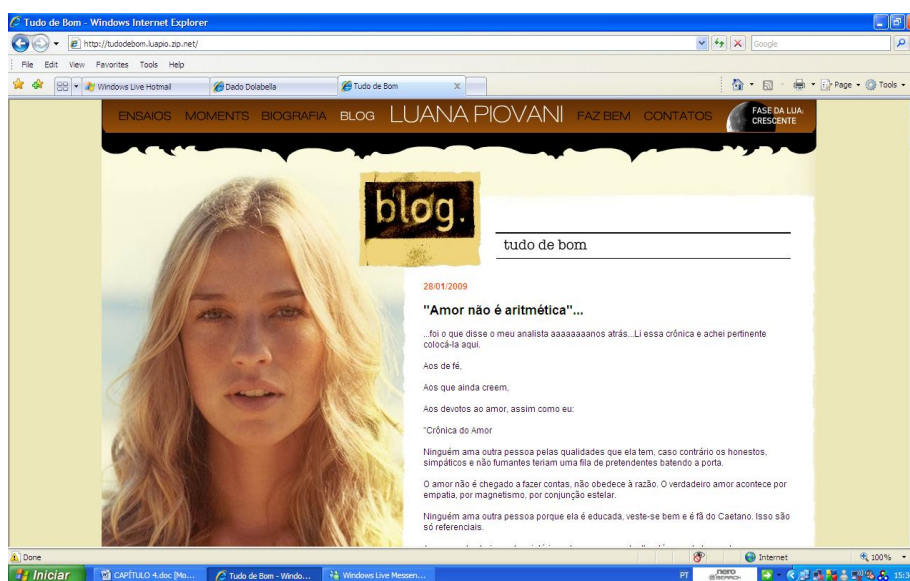 Tudo de Bom - Windows Internet Explorer
http://tudodebom.luapio.zip.net/
Google
File Edit View Favorites Tools Help
Windows Live Hotmail Dado Dolabella Tudo de Bom X
Page Tools
ENSAIOS MOMENTS BIOGRAFIA BLOG LUANA PIOVANI FAZ BEM CONTATOS
FASE DA LUA:
CRESCENTE
blog.
tudo de bom
28/01/2009
"Amor não é aritmética"...
...foi o que disse o meu analista aaaaaaaanos atrás...Li essa crônica e achei pertinente
colocá-la aqui.
Aos de fé,
Aos que ainda creem,
Aos devotos ao amor, assim como eu:
"Crônica do Amor
Ninguém ama outra pessoa pelas qualidades que ela tem, caso contrário os honestos,
simpáticos e não fumantes teriam uma fila de pretendentes batendo a porta.
O amor não é chegado a fazer contas, não obedece à razão. O verdadeiro amor acontece por
empatia, por magnetismo, por conjunção estelar.
Ninguém ama outra pessoa porque ela é educada, veste-se bem e é fã do Caetano. Isso são
só referenciais.
Done Internet 100%
Iniciar CAPÍTULO 4.doc [Mo... Tudo de Bom - Windo... Windows Live Messen... PT nero SEARCH